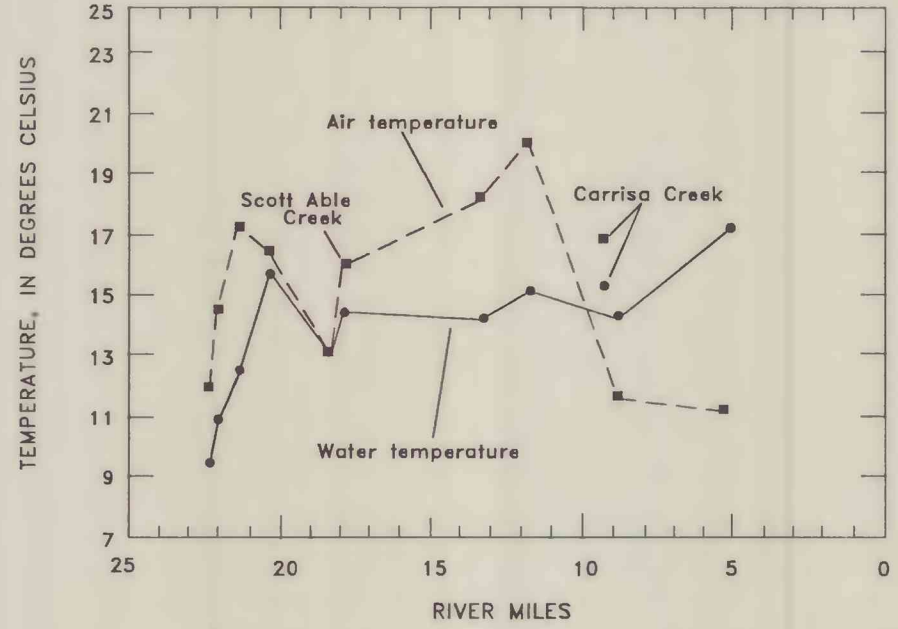 25
23
21
19
17
15
13
11
9
7
TEMPERATURE, IN DEGREES CELSIUS
Air temperature
Scott Able
Creek
Carrisa Creek
Water temperature
25
20
15
10
5
0
RIVER MILES